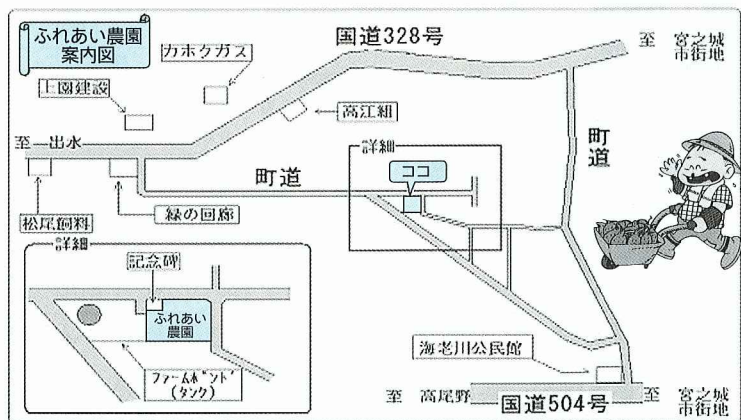 ふれあい農園
案内図
カホクガス
国道328号
至 宮之城
市街地
上園建設
高江組
至 出水
詳細
町道
ココ
町道
松尾飼料
緑の回廊
詳細
記念碑
ふれあい
農園
ファームポンド
(タンク)
海老川公民館
至 高尾野
国道504号
至 宮之城
市街地